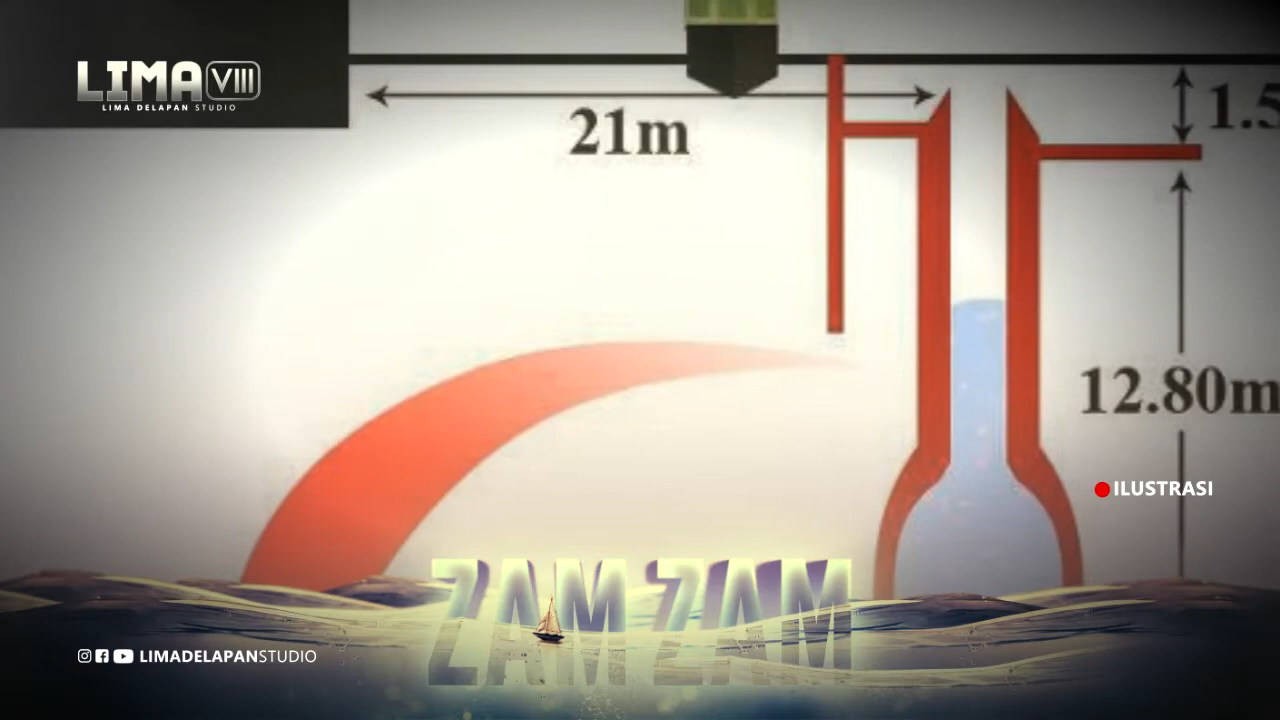 LIMA VIII
LIMA DELAPAN STUDIO
21m
1.5
12.80m
ILUSTRASI
ZAM ZAM
LIMADELAPANSTUDIO